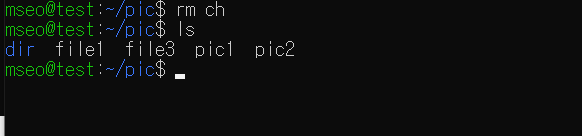 mseo@test:~/pic$ rm ch
mseo@test:~/pic$ ls
dir  file1  file3  pic1  pic2
mseo@test:~/pic$